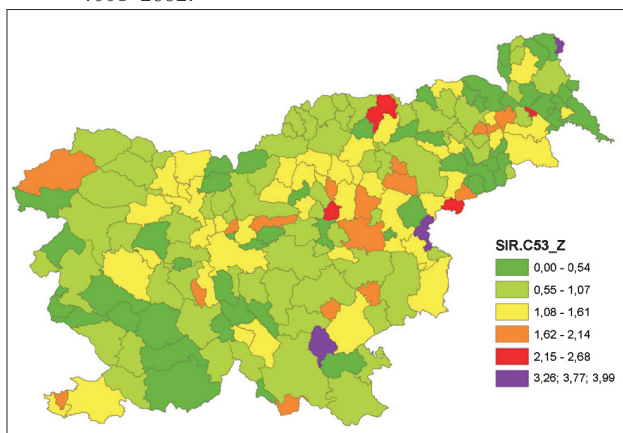 SIR.C53_Z
0,00 - 0,54
0,55 - 1,07
1,08 - 1,61
1,62 - 2,14
2,15 - 2,68
3,26; 3,77; 3,99